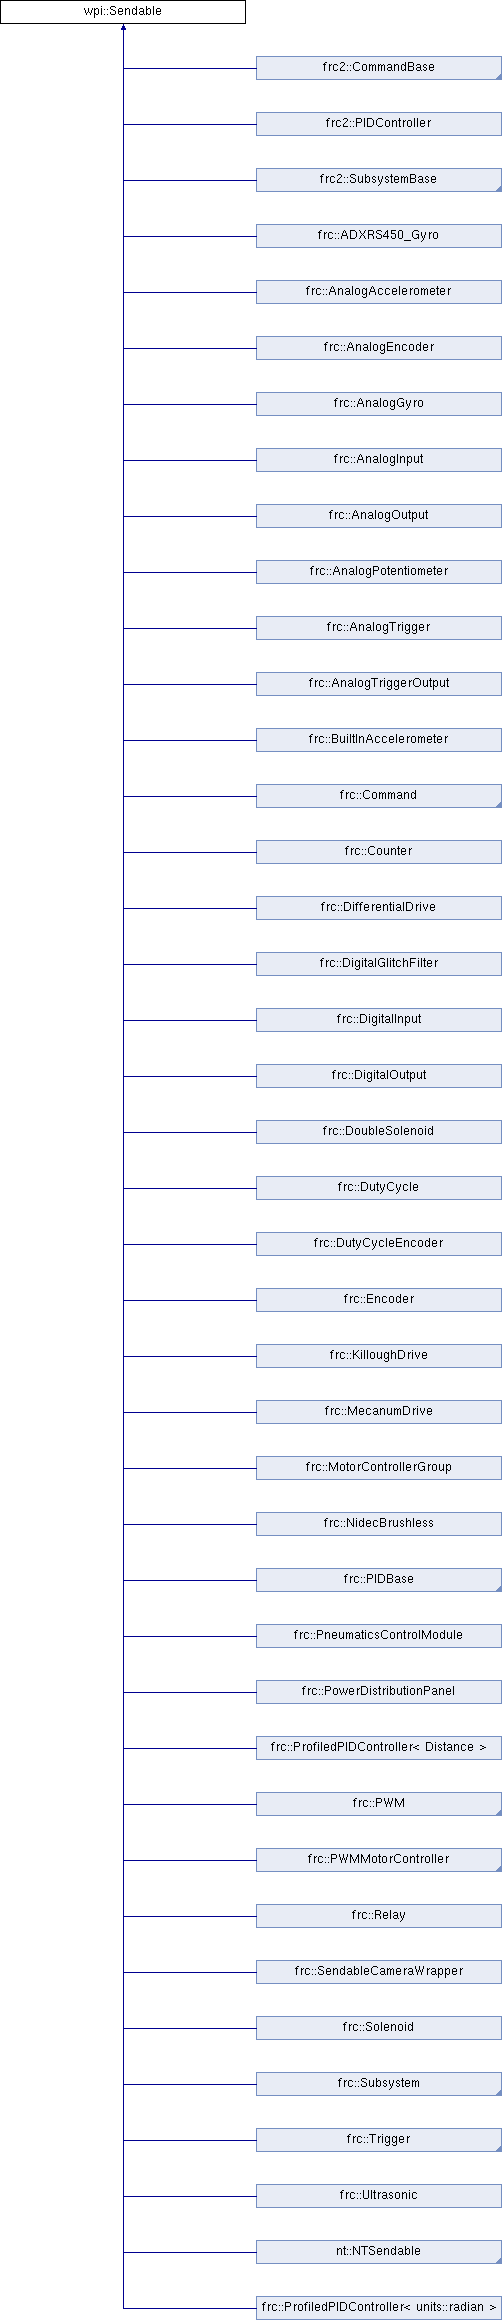 wpi::Sendable
frc2::CommandBase
frc2::PIDController
frc2::SubsystemBase
frc::ADXRS450_Gyro
frc::AnalogAccelerometer
frc::AnalogEncoder
frc::AnalogGyro
frc::AnalogInput
frc::AnalogOutput
frc::AnalogPotentiometer
frc::AnalogTrigger
frc::AnalogTriggerOutput
frc::BuiltInAccelerometer
frc::Command
frc::Counter
frc::DifferentialDrive
frc::DigitalGlitchFilter
frc::DigitalInput
frc::DigitalOutput
frc::DoubleSolenoid
frc::DutyCycle
frc::DutyCycleEncoder
frc::Encoder
frc::KilloughDrive
frc::MecanumDrive
frc::MotorControllerGroup
frc::NidecBrushless
frc::PIDBase
frc::PneumaticsControlModule
frc::PowerDistributionPanel
frc::ProfiledPIDController< Distance >
frc::PWM
frc::PWMMotorController
frc::Relay
frc::SendableCameraWrapper
frc::Solenoid
frc::Subsystem
frc::Trigger
frc::Ultrasonic
nt::NTSendable
frc::ProfiledPIDController< units::radian >